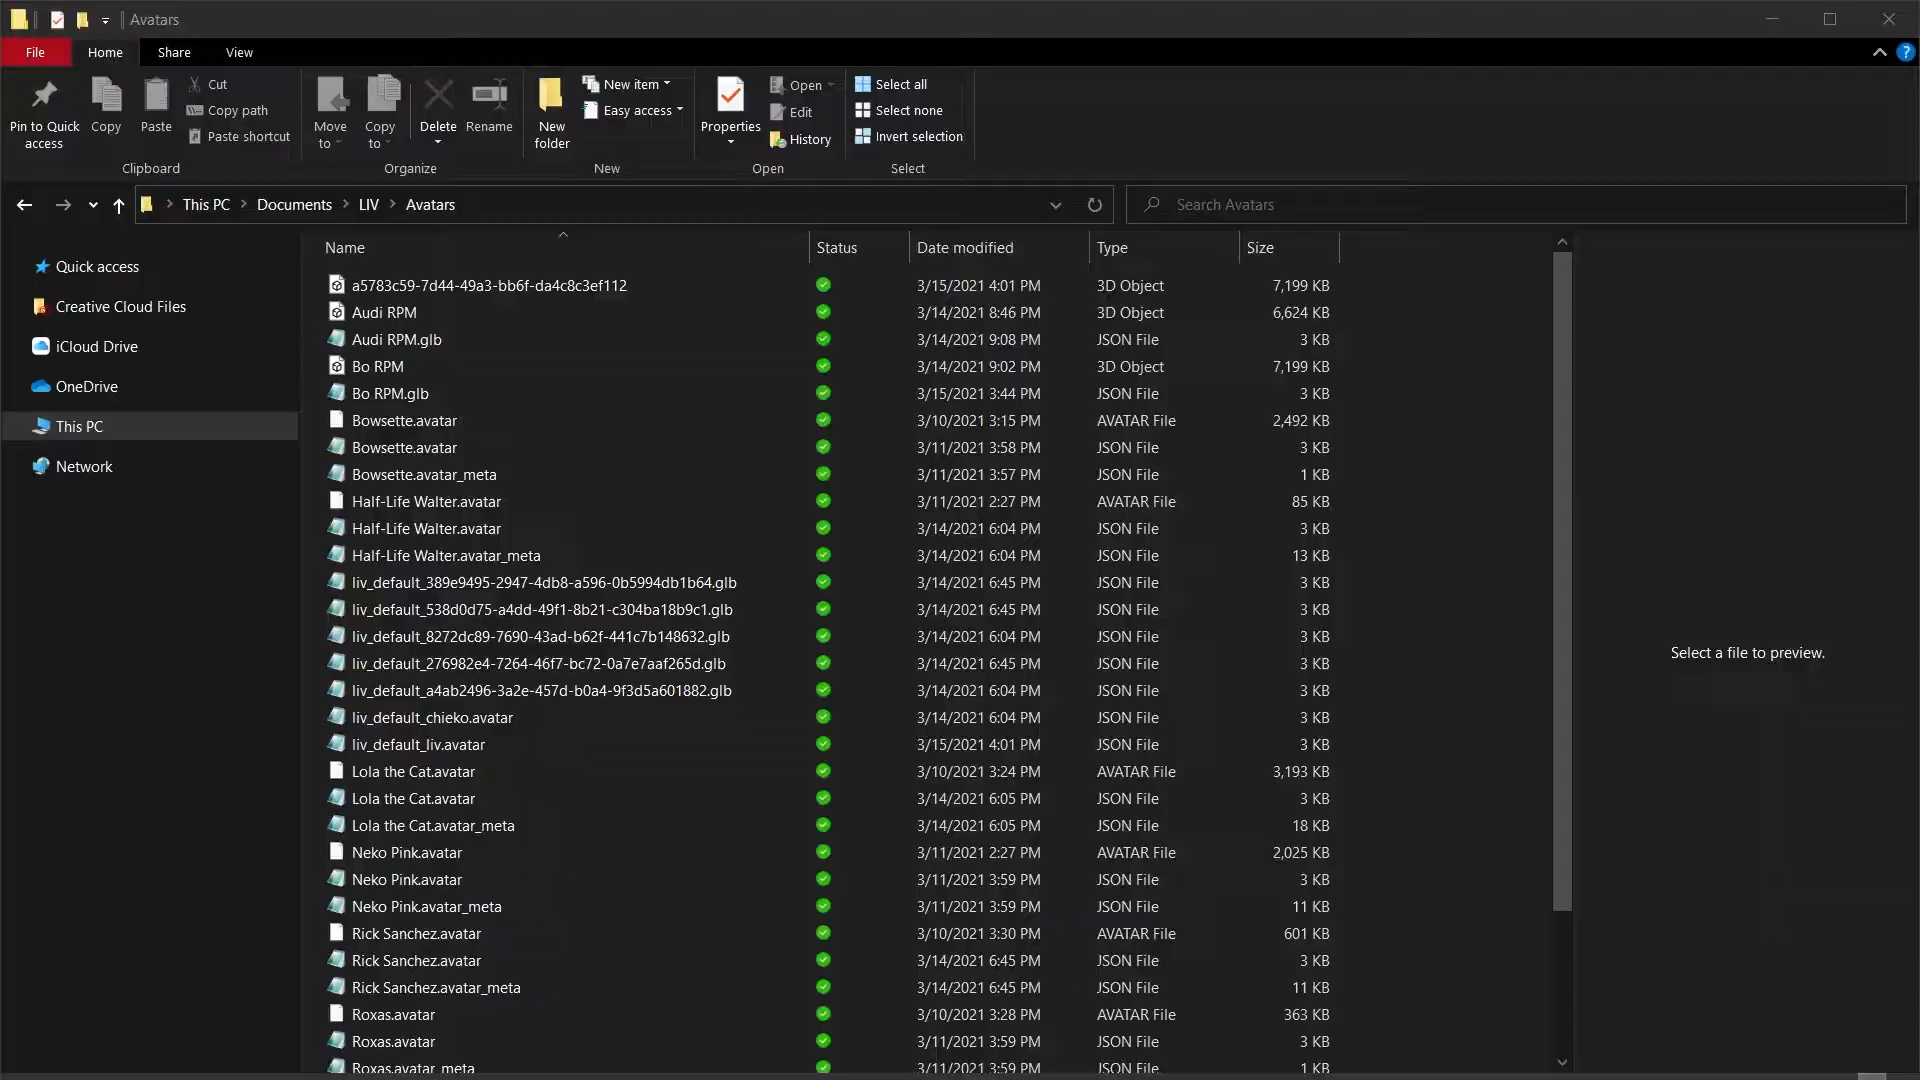 Avatars
File Home Share View
Pin to Quick access
Copy
Paste
Cut
Copy path
Paste shortcut
Clipboard
Move to
Copy to
Delete
Rename
Organize
New folder
New item
Easy access
New
Properties
Open
Edit
History
Open
Select all
Select none
Invert selection
Select
This PC > Documents > LIV > Avatars
Search Avatars
Quick access
Creative Cloud Files
iCloud Drive
OneDrive
This PC
Network
Name Status Date modified Type Size
a5783c59-7d44-49a3-bb6f-da4c8c3ef112 3/15/2021 4:01 PM 3D Object 7,199 KB
Audi RPM 3/14/2021 8:46 PM 3D Object 6,624 KB
Audi RPM.glb 3/14/2021 9:08 PM JSON File 3 KB
Bo RPM 3/14/2021 9:02 PM 3D Object 7,199 KB
Bo RPM.glb 3/15/2021 3:44 PM JSON File 3 KB
Bowsette.avatar 3/10/2021 3:15 PM AVATAR File 2,492 KB
Bowsette.avatar 3/11/2021 3:58 PM JSON File 3 KB
Bowsette.avatar_meta 3/11/2021 3:57 PM JSON File 1 KB
Half-Life Walter.avatar 3/11/2021 2:27 PM AVATAR File 85 KB
Half-Life Walter.avatar 3/14/2021 6:04 PM JSON File 3 KB
Half-Life Walter.avatar_meta 3/14/2021 6:04 PM JSON File 13 KB
liv_default_389e9495-2947-4db8-a596-0b5994db1b64.glb 3/14/2021 6:45 PM JSON File 3 KB
liv_default_538d0d75-a4dd-49f1-8b21-c304ba18b9c1.glb 3/14/2021 6:45 PM JSON File 3 KB
liv_default_8272dc89-7690-43ad-b62f-441c7b148632.glb 3/14/2021 6:04 PM JSON File 3 KB
liv_default_276982e4-7264-46f7-bc72-0a7e7aaf265d.glb 3/14/2021 6:45 PM JSON File 3 KB
liv_default_a4ab2496-3a2e-457d-b0a4-9f3d5a601882.glb 3/14/2021 6:04 PM JSON File 3 KB
liv_default_chieko.avatar 3/14/2021 6:04 PM JSON File 3 KB
liv_default_liv.avatar 3/15/2021 4:01 PM JSON File 3 KB
Lola the Cat.avatar 3/10/2021 3:24 PM AVATAR File 3,193 KB
Lola the Cat.avatar 3/14/2021 6:05 PM JSON File 3 KB
Lola the Cat.avatar_meta 3/14/2021 6:05 PM JSON File 18 KB
Neko Pink.avatar 3/11/2021 2:27 PM AVATAR File 2,025 KB
Neko Pink.avatar 3/11/2021 3:59 PM JSON File 3 KB
Neko Pink.avatar_meta 3/11/2021 3:59 PM JSON File 11 KB
Rick Sanchez.avatar 3/10/2021 3:30 PM AVATAR File 601 KB
Rick Sanchez.avatar 3/14/2021 6:45 PM JSON File 3 KB
Rick Sanchez.avatar_meta 3/14/2021 6:45 PM JSON File 11 KB
Roxas.avatar 3/10/2021 3:28 PM AVATAR File 363 KB
Roxas.avatar 3/11/2021 3:59 PM JSON File 3 KB
Roxas.avatar_meta 3/11/2021 3:59 PM JSON File 1 KB
Select a file to preview.